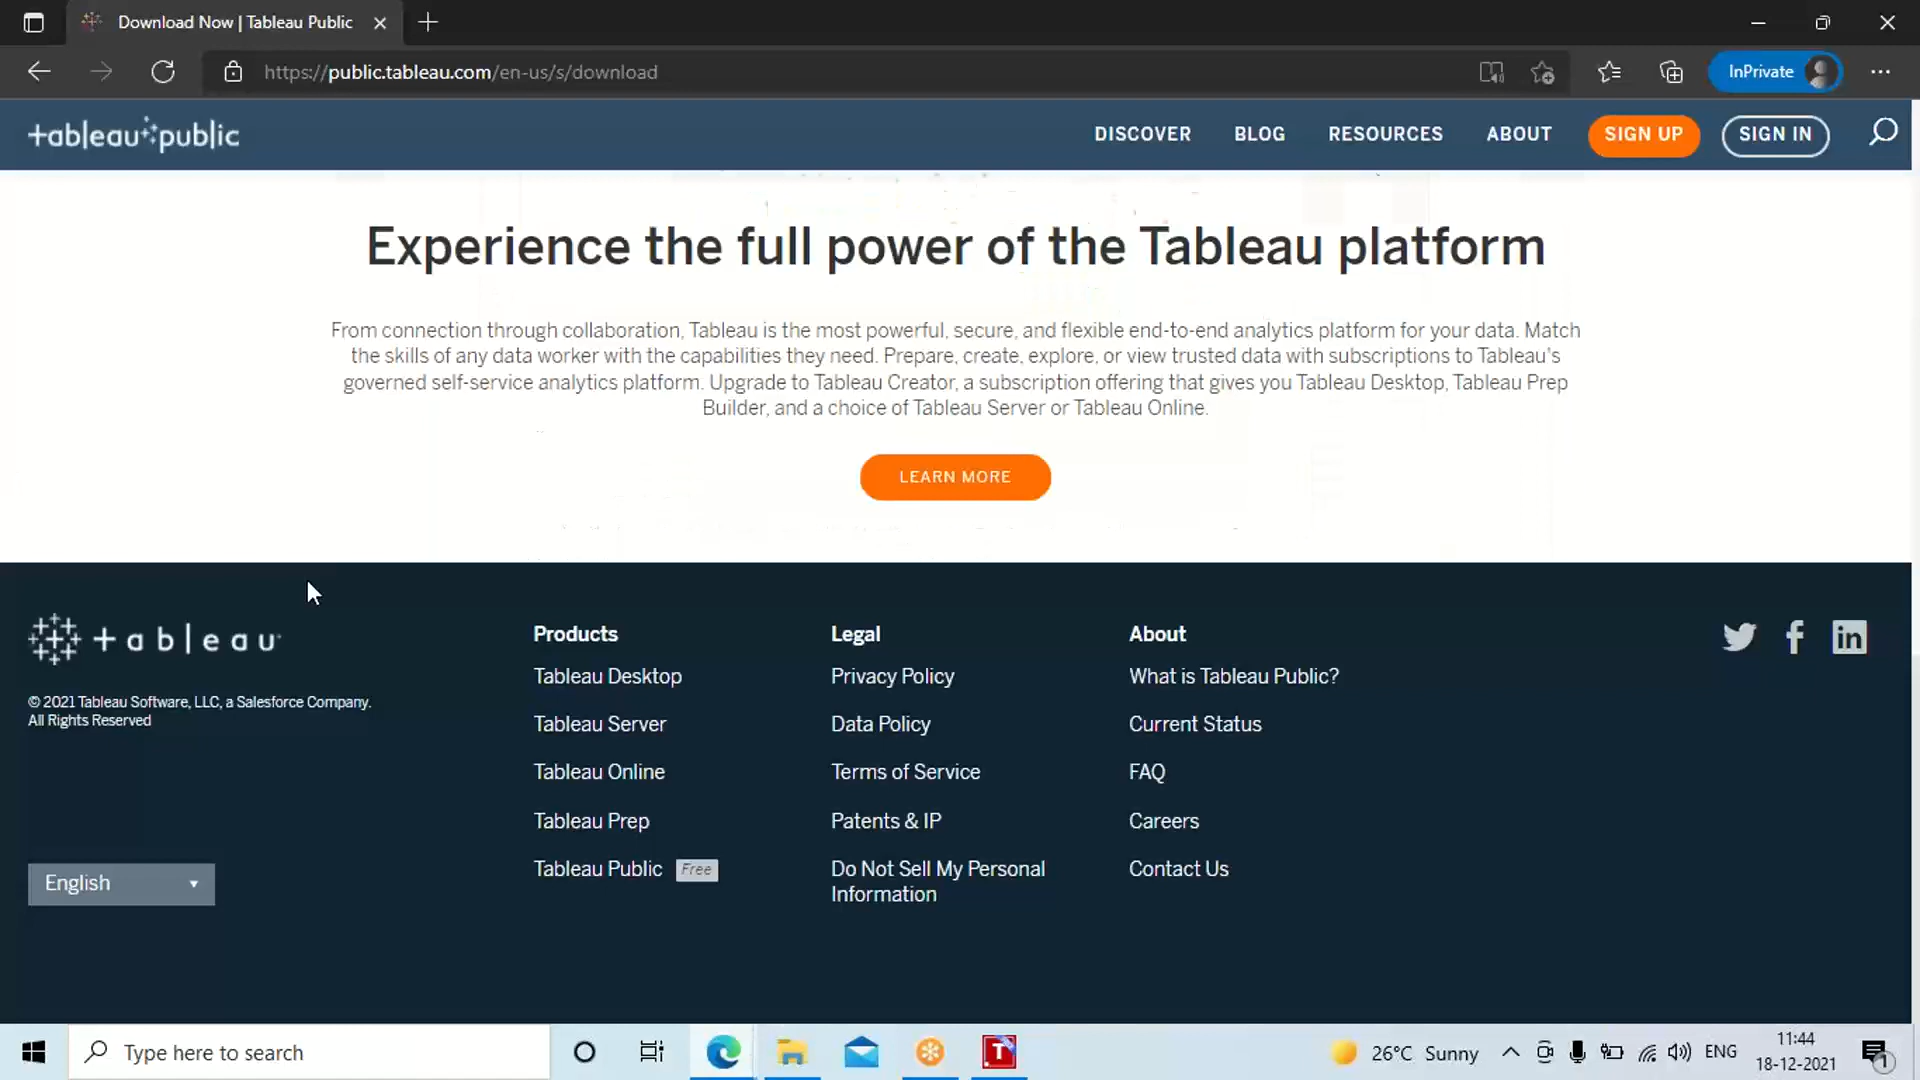 Download Now | Tableau Public
https://public.tableau.com/en-us/s/download
InPrivate
+ableau public
DISCOVER BLOG RESOURCES ABOUT SIGN UP SIGN IN
Experience the full power of the Tableau platform
From connection through collaboration, Tableau is the most powerful, secure, and flexible end-to-end analytics platform for your data. Match
the skills of any data worker with the capabilities they need. Prepare, create, explore, or view trusted data with subscriptions to Tableau's
governed self-service analytics platform. Upgrade to Tableau Creator, a subscription offering that gives you Tableau Desktop, Tableau Prep
Builder, and a choice of Tableau Server or Tableau Online.
LEARN MORE
+ableau
© 2021 Tableau Software, LLC, a Salesforce Company.
All Rights Reserved
English
Products
Tableau Desktop
Tableau Server
Tableau Online
Tableau Prep
Tableau Public Free
Legal
Privacy Policy
Data Policy
Terms of Service
Patents & IP
Do Not Sell My Personal
Information
About
What is Tableau Public?
Current Status
FAQ
Careers
Contact Us
Type here to search
T
26°C Sunny
ENG
11:44
18-12-2021
1